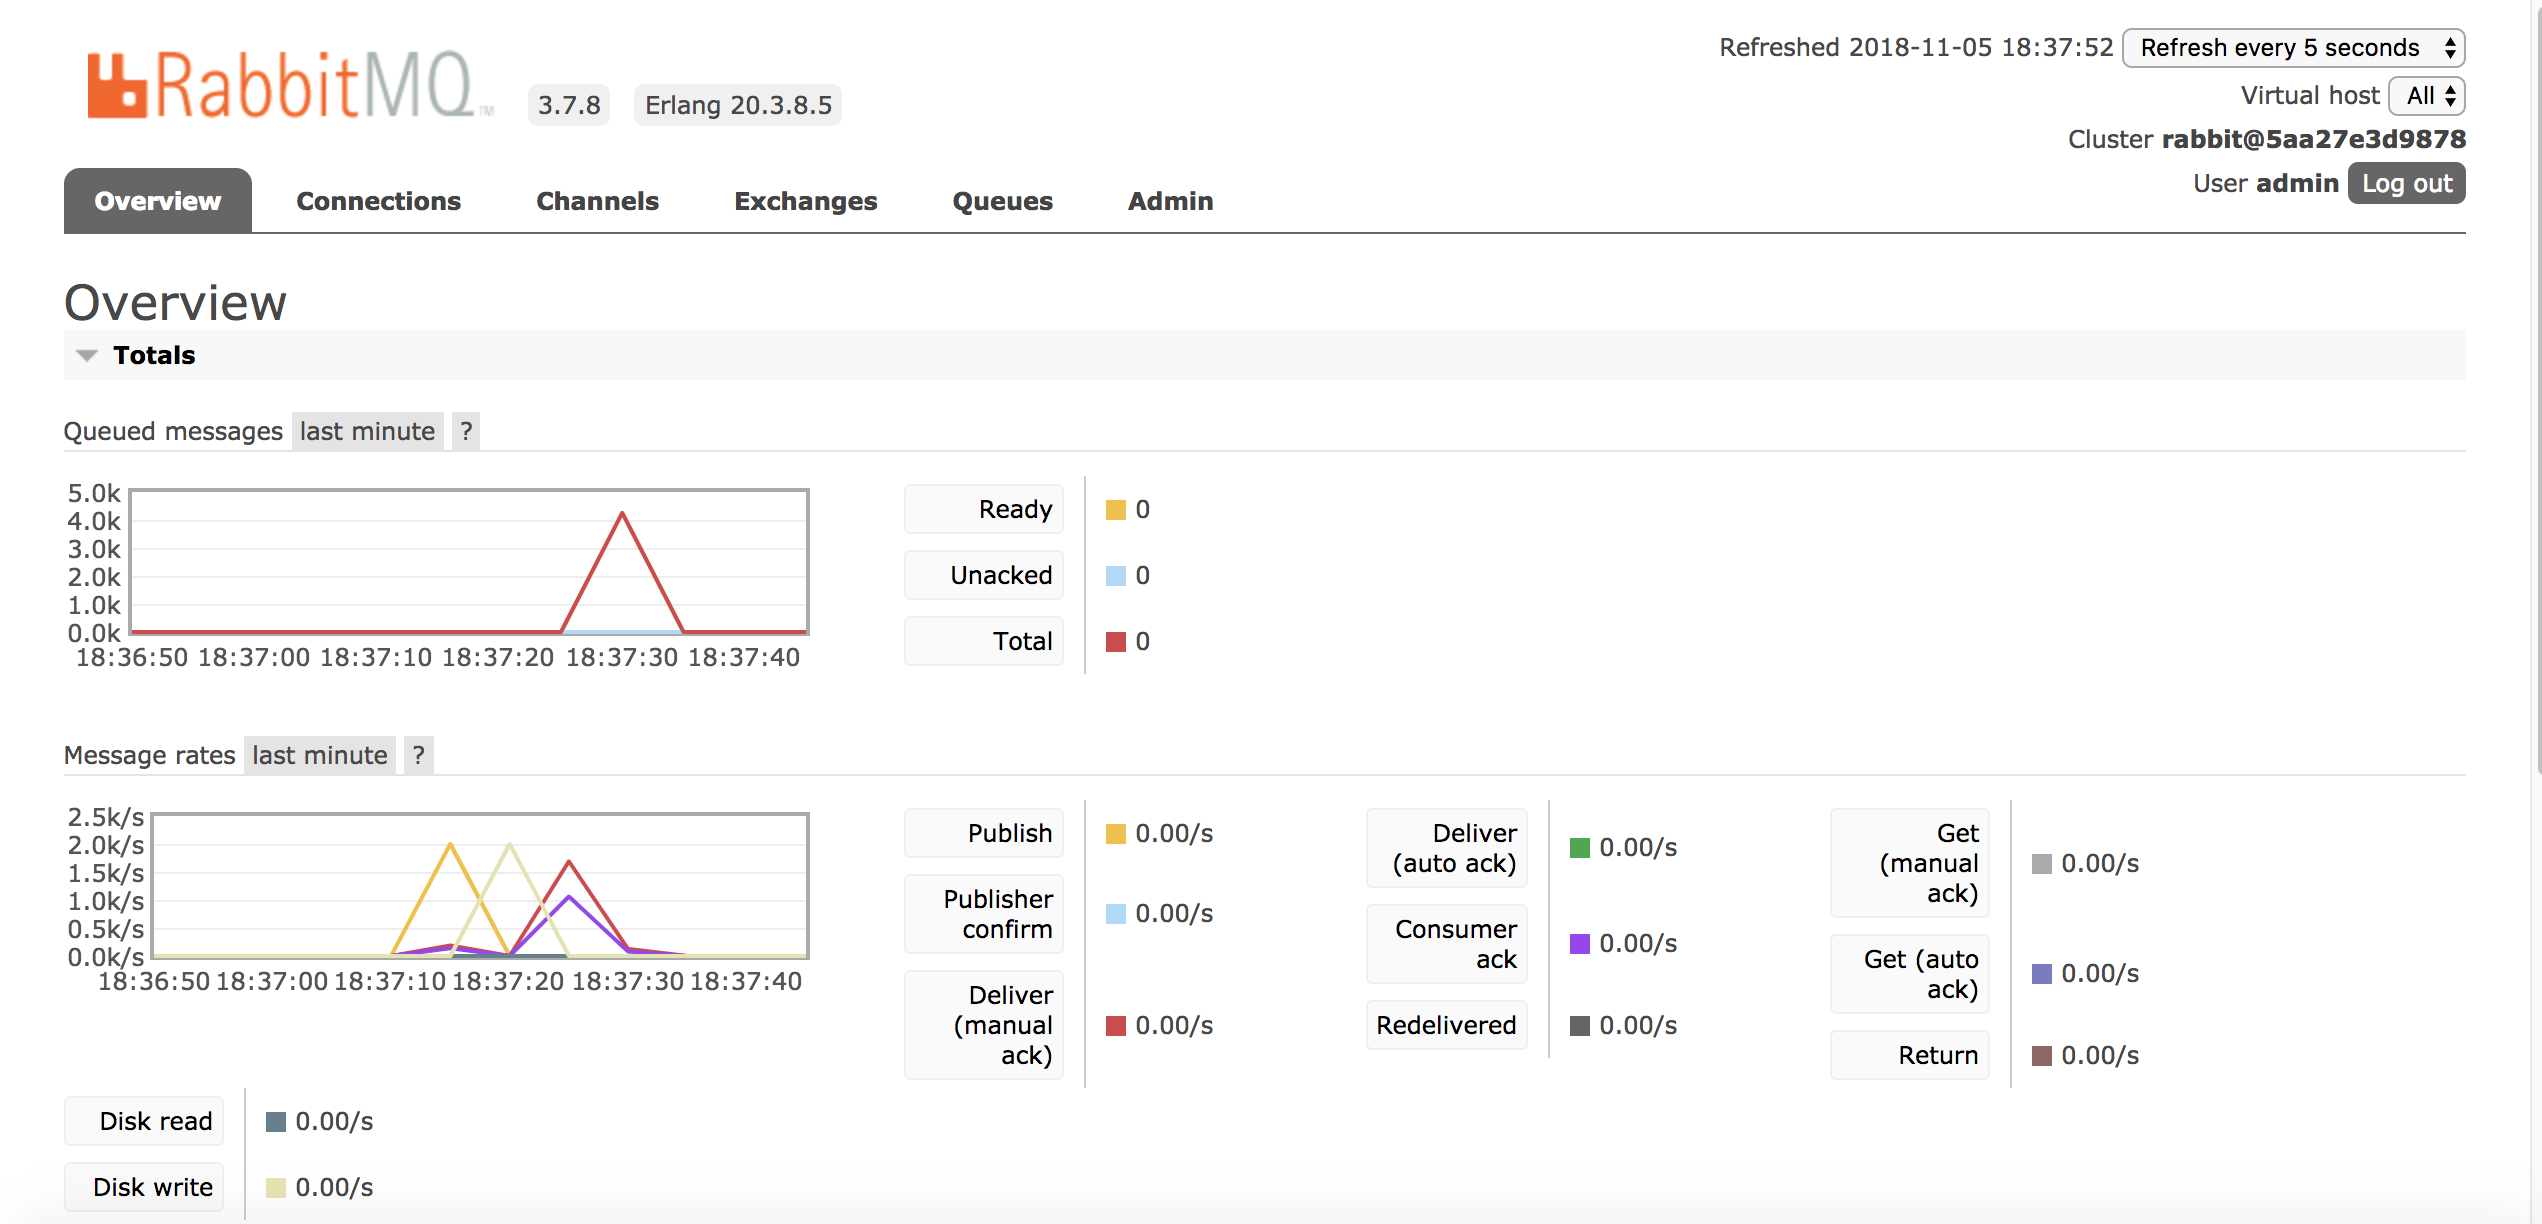 RabbitMQ™ 3.7.8 Erlang 20.3.8.5
Refreshed 2018-11-05 18:37:52 Refresh every 5 seconds
Virtual host All
Cluster rabbit@5aa27e3d9878
User admin Log out
Overview Connections Channels Exchanges Queues Admin
Overview
Totals
Queued messages last minute ?
5.0k
4.0k
3.0k
2.0k
1.0k
0.0k
18:36:50 18:37:00 18:37:10 18:37:20 18:37:30 18:37:40
Ready 0
Unacked 0
Total 0
Message rates last minute ?
2.5k/s
2.0k/s
1.5k/s
1.0k/s
0.5k/s
0.0k/s
18:36:50 18:37:00 18:37:10 18:37:20 18:37:30 18:37:40
Publish 0.00/s
Publisher
confirm 0.00/s
Deliver
(manual
ack) 0.00/s
Deliver
(auto ack) 0.00/s
Consumer
ack 0.00/s
Redelivered 0.00/s
Get
(manual
ack) 0.00/s
Get (auto
ack) 0.00/s
Return 0.00/s
Disk read 0.00/s
Disk write 0.00/s